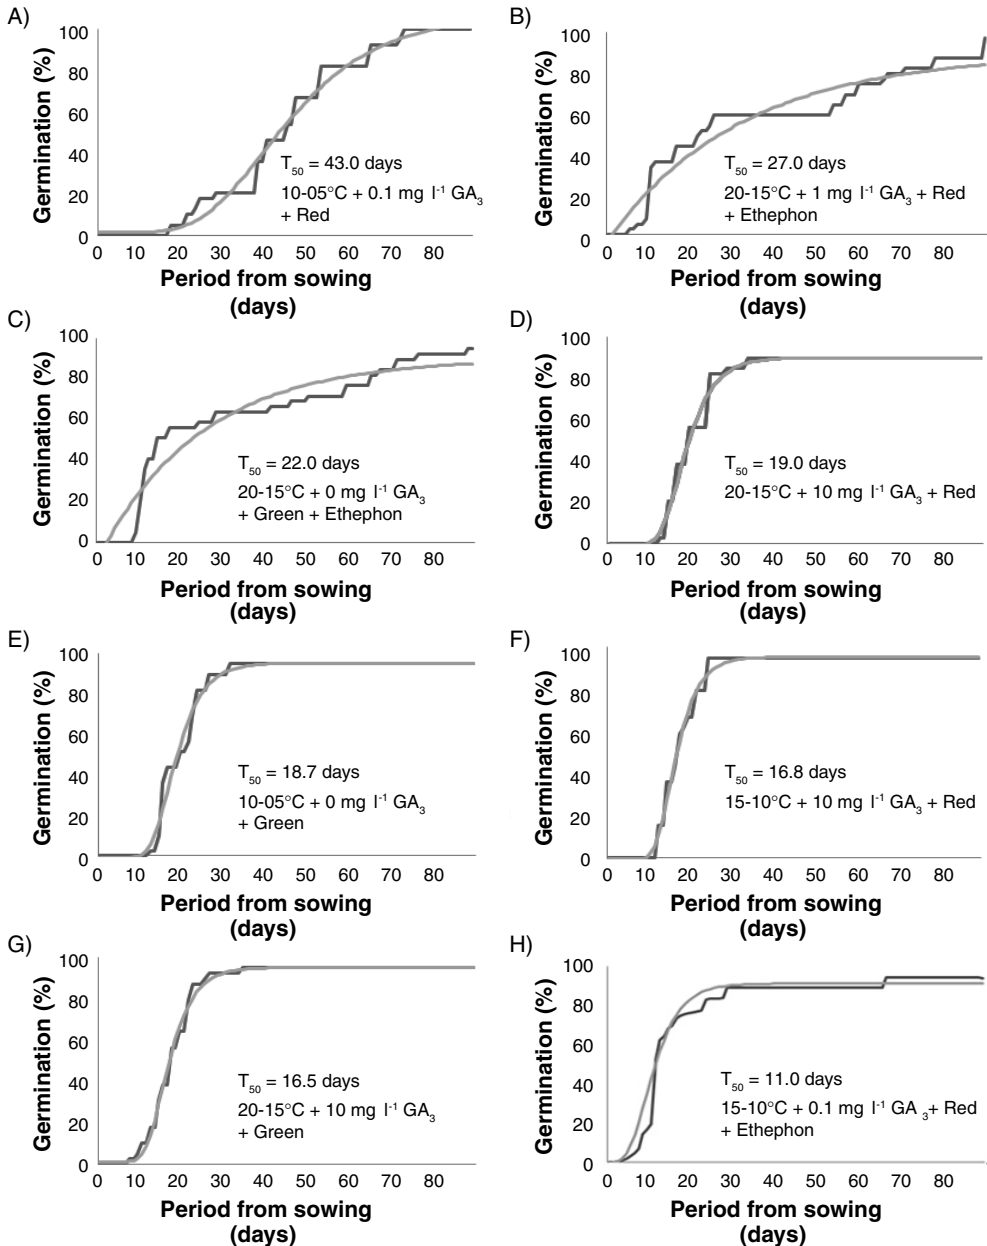 A)
Germination (%)
100
80
60
40
20
0
T50 = 43.0 days
10-05°C + 0.1 mg l-1 GA3
+ Red
0 10 20 30 40 50 60 70 80
Period from sowing
(days)
B)
Germination (%)
100
80
60
40
20
0
T50 = 27.0 days
20-15°C + 1 mg l-1 GA3 + Red
+ Ethephon
0 10 20 30 40 50 60 70 80
Period from sowing
(days)
C)
Germination (%)
100
80
60
40
20
0
T50 = 22.0 days
20-15°C + 0 mg l-1 GA3
+ Green + Ethephon
0 10 20 30 40 50 60 70 80
Period from sowing
(days)
D)
Germination (%)
100
80
60
40
20
0
T50 = 19.0 days
20-15°C + 10 mg l-1 GA3 + Red
0 10 20 30 40 50 60 70 80
Period from sowing
(days)
E)
Germination (%)
100
80
60
40
20
0
T50 = 18.7 days
10-05°C + 0 mg l-1 GA3
+ Green
0 10 20 30 40 50 60 70 80
Period from sowing
(days)
F)
Germination (%)
100
80
60
40
20
0
T50 = 16.8 days
15-10°C + 10 mg l-1 GA3 + Red
0 10 20 30 40 50 60 70 80
Period from sowing
(days)
G)
Germination (%)
100
80
60
40
20
0
T50 = 16.5 days
20-15°C + 10 mg l-1 GA3
+ Green
0 10 20 30 40 50 60 70 80
Period from sowing
(days)
H)
Germination (%)
100
80
60
40
20
0
T50 = 11.0 days
15-10°C + 0.1 mg l-1 GA 3+ Red
+ Ethephon
0 10 20 30 40 50 60 70 80
Period from sowing
(days)